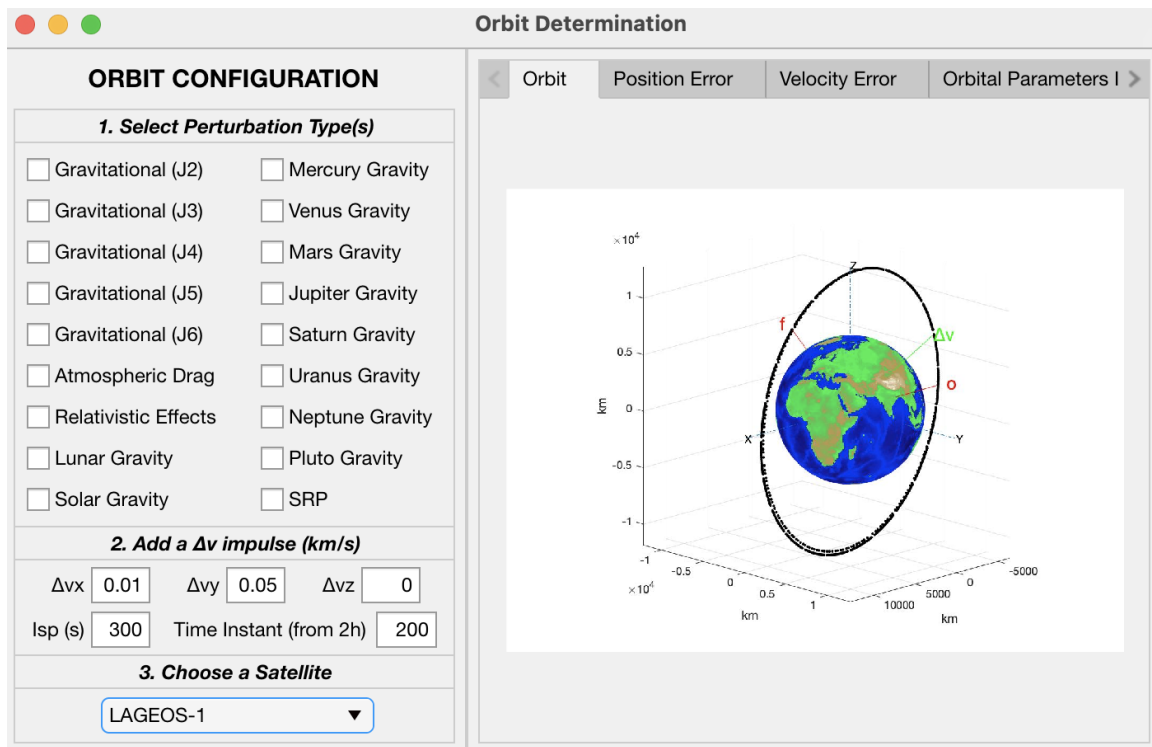 Orbit Determination
ORBIT CONFIGURATION
1. Select Perturbation Type(s)
Gravitational (J2) Mercury Gravity
Gravitational (J3) Venus Gravity
Gravitational (J4) Mars Gravity
Gravitational (J5) Jupiter Gravity
Gravitational (J6) Saturn Gravity
Atmospheric Drag Uranus Gravity
Relativistic Effects Neptune Gravity
Lunar Gravity Pluto Gravity
Solar Gravity SRP
2. Add a Δv impulse (km/s)
Δvx 0.01 Δvy 0.05 Δvz 0
Isp (s) 300 Time Instant (from 2h) 200
3. Choose a Satellite
LAGEOS-1
Orbit Position Error Velocity Error Orbital Parameters I
×10⁴
Z
1
f
Δv
0.5
o
km
0
X
Y
-0.5
-1
-1 -5000
-0.5 0
×10⁴ 0 5000
0.5 10000
1
km km